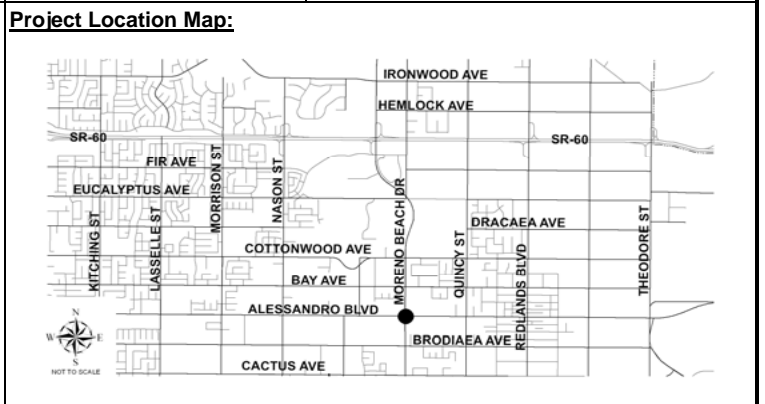 Project Location Map:
IRONWOOD AVE
HEMLOCK AVE
SR-60
SR-60
FIR AVE
EUCALYPTUS AVE
KITCHING ST
LASSELLE ST
MORRISON ST
NASON ST
MORENO BEACH DR
DRACAEA AVE
QUINCY ST
REDLANDS BLVD
THEODORE ST
COTTONWOOD AVE
BAY AVE
ALESSANDRO BLVD
BRODIAEA AVE
CACTUS AVE
N
W E
S
NOT TO SCALE